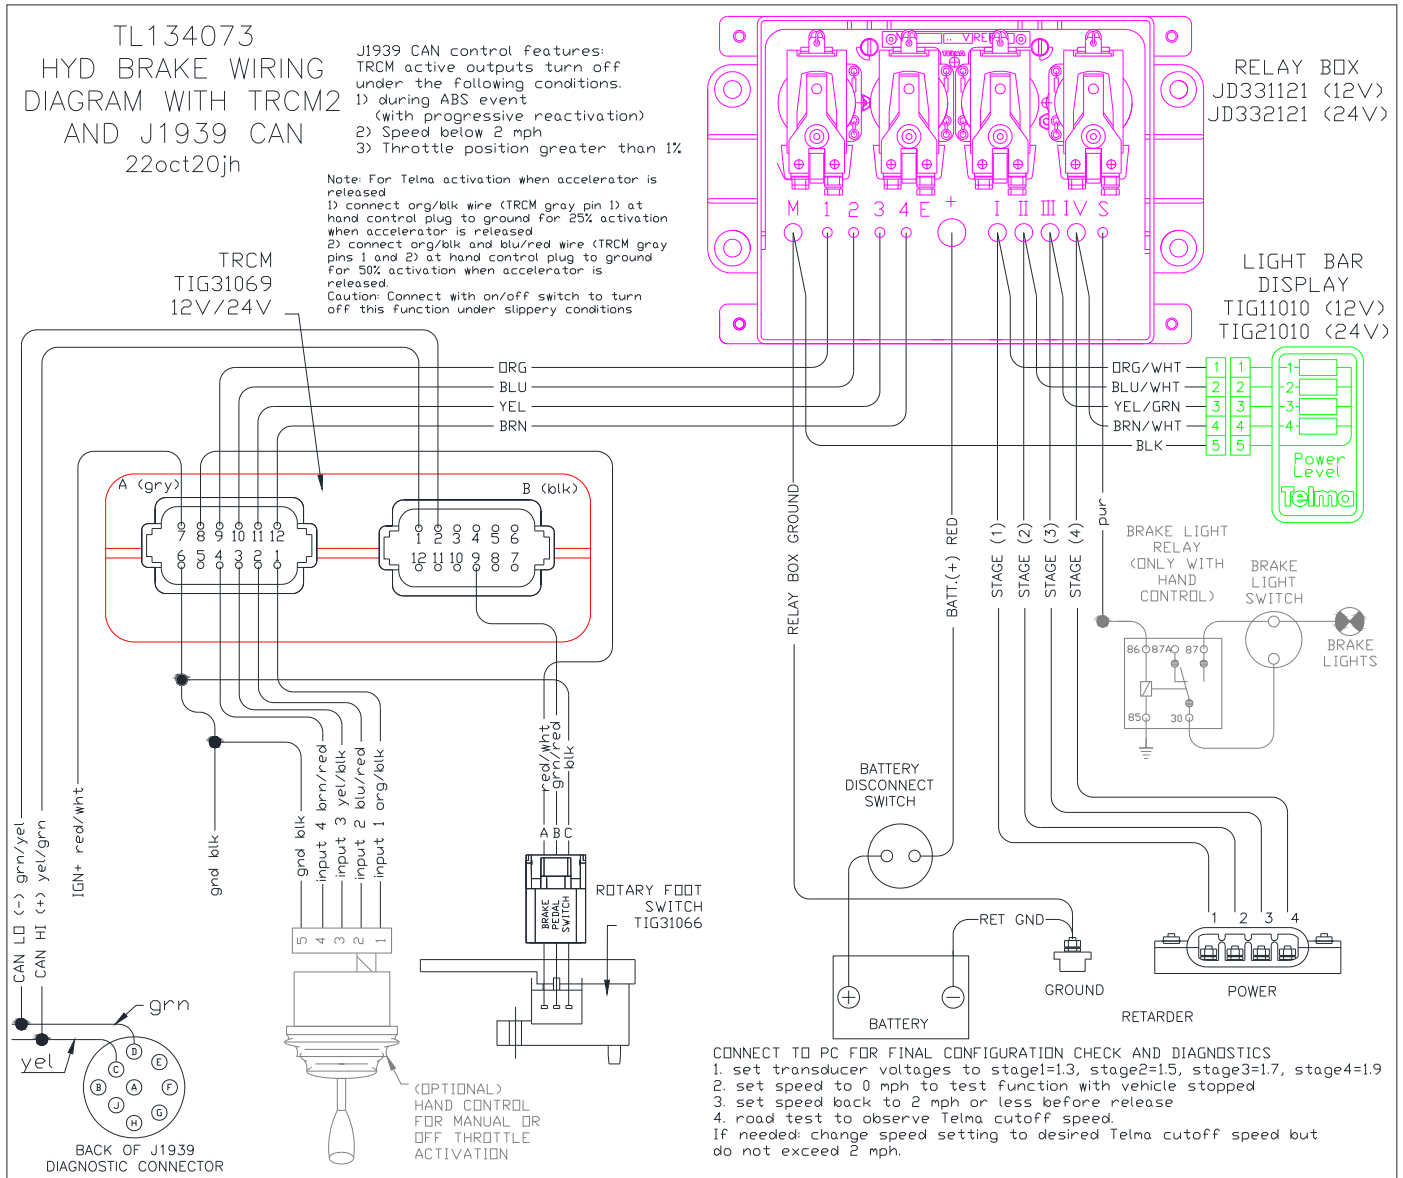 TL134073
HYD BRAKE WIRING
DIAGRAM WITH TRCM2
AND J1939 CAN
22oct20jh
J1939 CAN control features:
TRCM active outputs turn off
under the following conditions.
1) during ABS event
(with progressive reactivation)
2) Speed below 2 mph
3) Throttle position greater than 1%
Note: For Telma activation when accelerator is
released
1) connect org/blk wire (TRCM gray pin 1) at
hand control plug to ground for 25% activation
when accelerator is released
2) connect org/blk and blu/red wire (TRCM gray
pins 1 and 2) at hand control plug to ground
for 50% activation when accelerator is
released.
Caution: Connect with on/off switch to turn
off this function under slippery conditions
TELMA
M 1 2 3 4 E + I II III IV S
RELAY BOX
JD331121 (12V)
JD332121 (24V)
TRCM
TIG31069
12V/24V
LIGHT BAR
DISPLAY
TIG11010 (12V)
TIG21010 (24V)
ORG
BLU
YEL
BRN
ORG/WHT 1 1 1
BLU/WHT 2 2 2
YEL/GRN 3 3 3
BRN/WHT 4 4 4
BLK 5 5
Power
Level
Telma
A (gry)
B (blk)
7 8 9 10 11 12
6 5 4 3 2 1
1 2 3 4 5 6
12 11 10 9 8 7
RELAY BOX GROUND
BATT.(+) RED
STAGE (1)
STAGE (2)
STAGE (3)
STAGE (4)
pur
BRAKE LIGHT
RELAY
(ONLY WITH
HAND
CONTROL)
BRAKE
LIGHT
SWITCH
BRAKE
LIGHTS
86 87A 87
85 30
CAN LO (-) grn/yel
CAN HI (+) yel/grn
IGN+ red/wht
gnd blk
gnd blk
input 4 brn/red
input 3 yel/blk
input 2 blu/red
input 1 org/blk
5 4 3 2 1
red/wht
grn/red
blk
A B C
BRAKE
PEDAL
SWITCH
ROTARY FOOT
SWITCH
TIG31066
BATTERY
DISCONNECT
SWITCH
RET GND
BATTERY
+ −
GROUND
1 2 3 4
POWER
RETARDER
grn
yel
D
E
C
B A F
J
G
H
BACK OF J1939
DIAGNOSTIC CONNECTOR
(OPTIONAL)
HAND CONTROL
FOR MANUAL OR
OFF THROTTLE
ACTIVATION
CONNECT TO PC FOR FINAL CONFIGURATION CHECK AND DIAGNOSTICS
1. set transducer voltages to stage1=1.3, stage2=1.5, stage3=1.7, stage4=1.9
2. set speed to 0 mph to test function with vehicle stopped
3. set speed back to 2 mph or less before release
4. road test to observe Telma cutoff speed.
If needed: change speed setting to desired Telma cutoff speed but
do not exceed 2 mph.